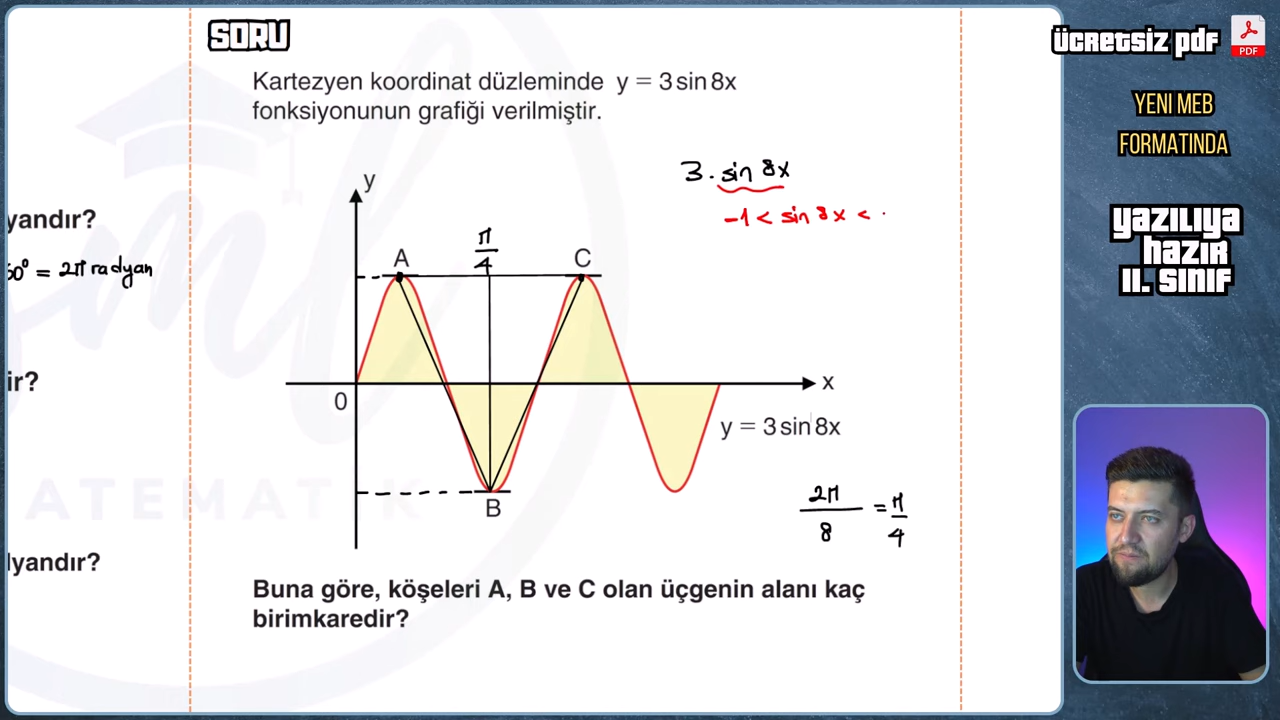 SORU
Kartezyen koordinat düzleminde y = 3 sin 8x
fonksiyonunun grafiği verilmiştir.
3 . sin 8x
-1 < sin 8x < .
y
π/4
A
C
0
x
y = 3 sin 8x
B
2π/8 = π/4
Buna göre, köşeleri A, B ve C olan üçgenin alanı kaç
birimkaredir?
yandır?
60° = 2π radyan
ir?
lyandır?
ATEMATİK
ÜCRETSİZ PDF
PDF
YENI MEB
FORMATINDA
YAZILIYA
HAZIR
11. SINIF